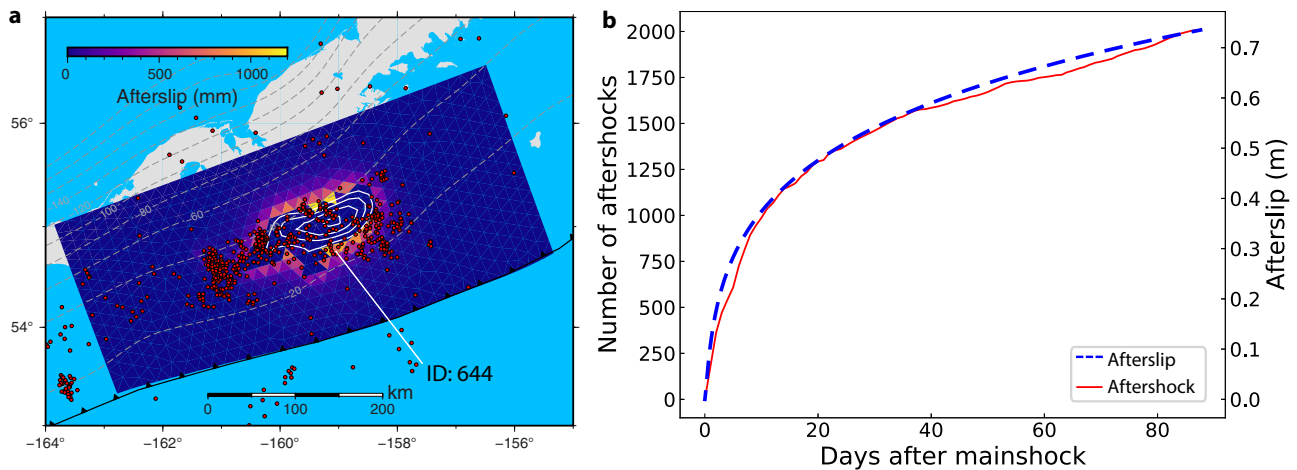 a
0 500 1000
Afterslip (mm)
56°
54°
-140
-120
-100
-80
-60
-20
ID: 644
km
0 100 200
−164° −162° −160° −158° −156°
b
2000
1750
1500
1250
1000
750
500
250
0
Number of aftershocks
0.7
0.6
0.5
0.4
0.3
0.2
0.1
0.0
Afterslip (m)
Afterslip
Aftershock
0 20 40 60 80
Days after mainshock